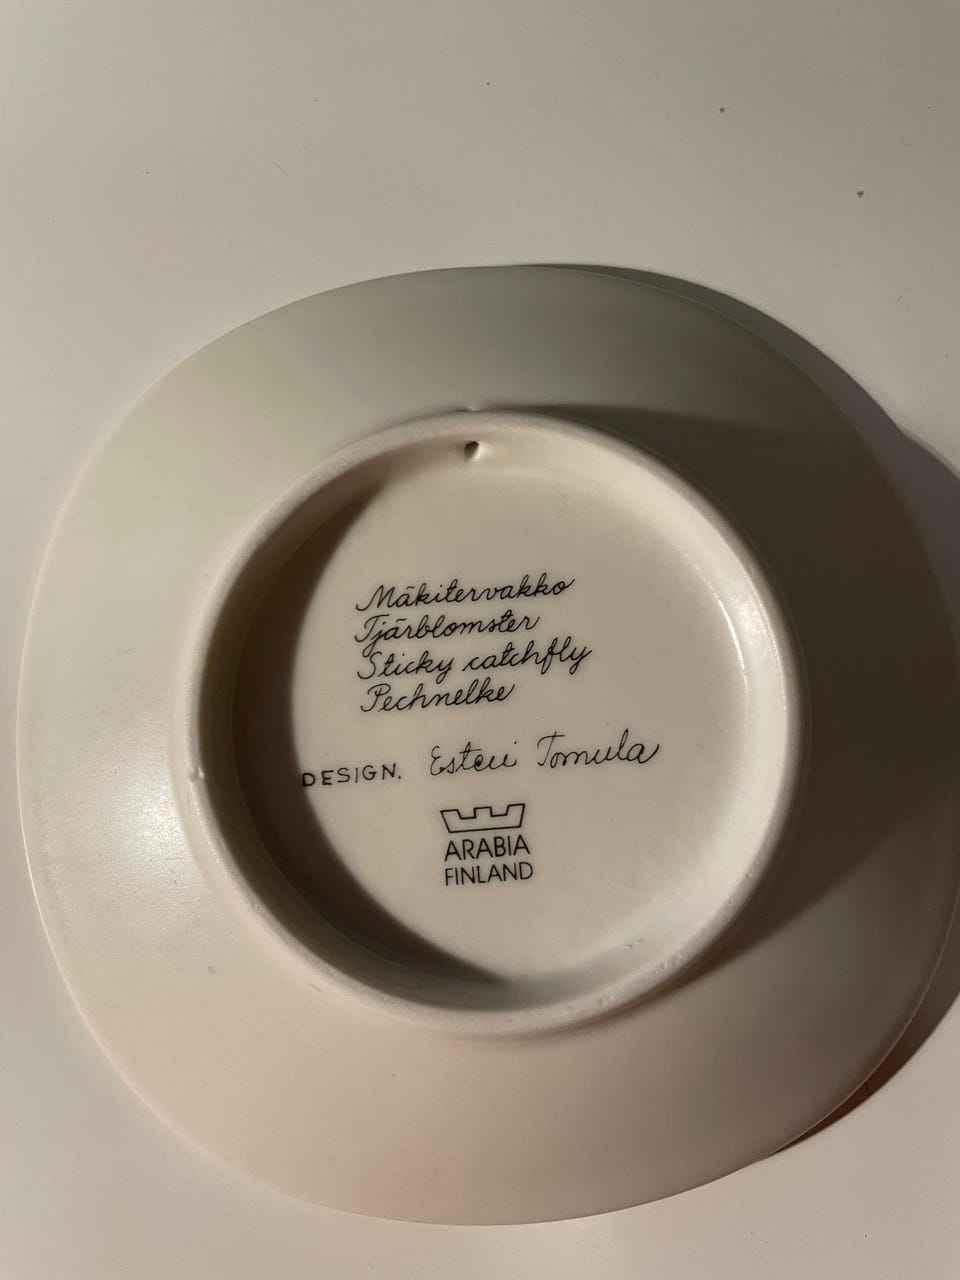 Mäkitervakko
Tjärblomster
Sticky catchfly
Pechnelke
DESIGN. Esteri Tomula
ARABIA
FINLAND